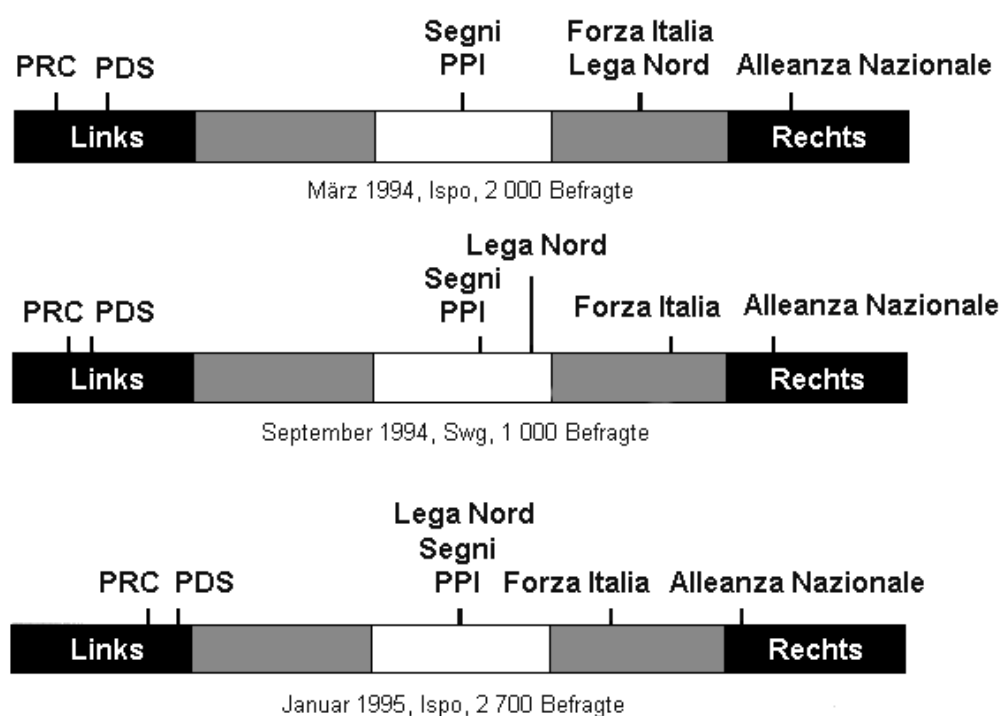 Segni Forza Italia
PRC PDS PPI Lega Nord Alleanza Nazionale
Links Rechts
März 1994, Ispo, 2 000 Befragte
Lega Nord
Segni
PRC PDS PPI Forza Italia Alleanza Nazionale
Links Rechts
September 1994, Swg, 1 000 Befragte
Lega Nord
Segni
PRC PDS PPI Forza Italia Alleanza Nazionale
Links Rechts
Januar 1995, Ispo, 2 700 Befragte